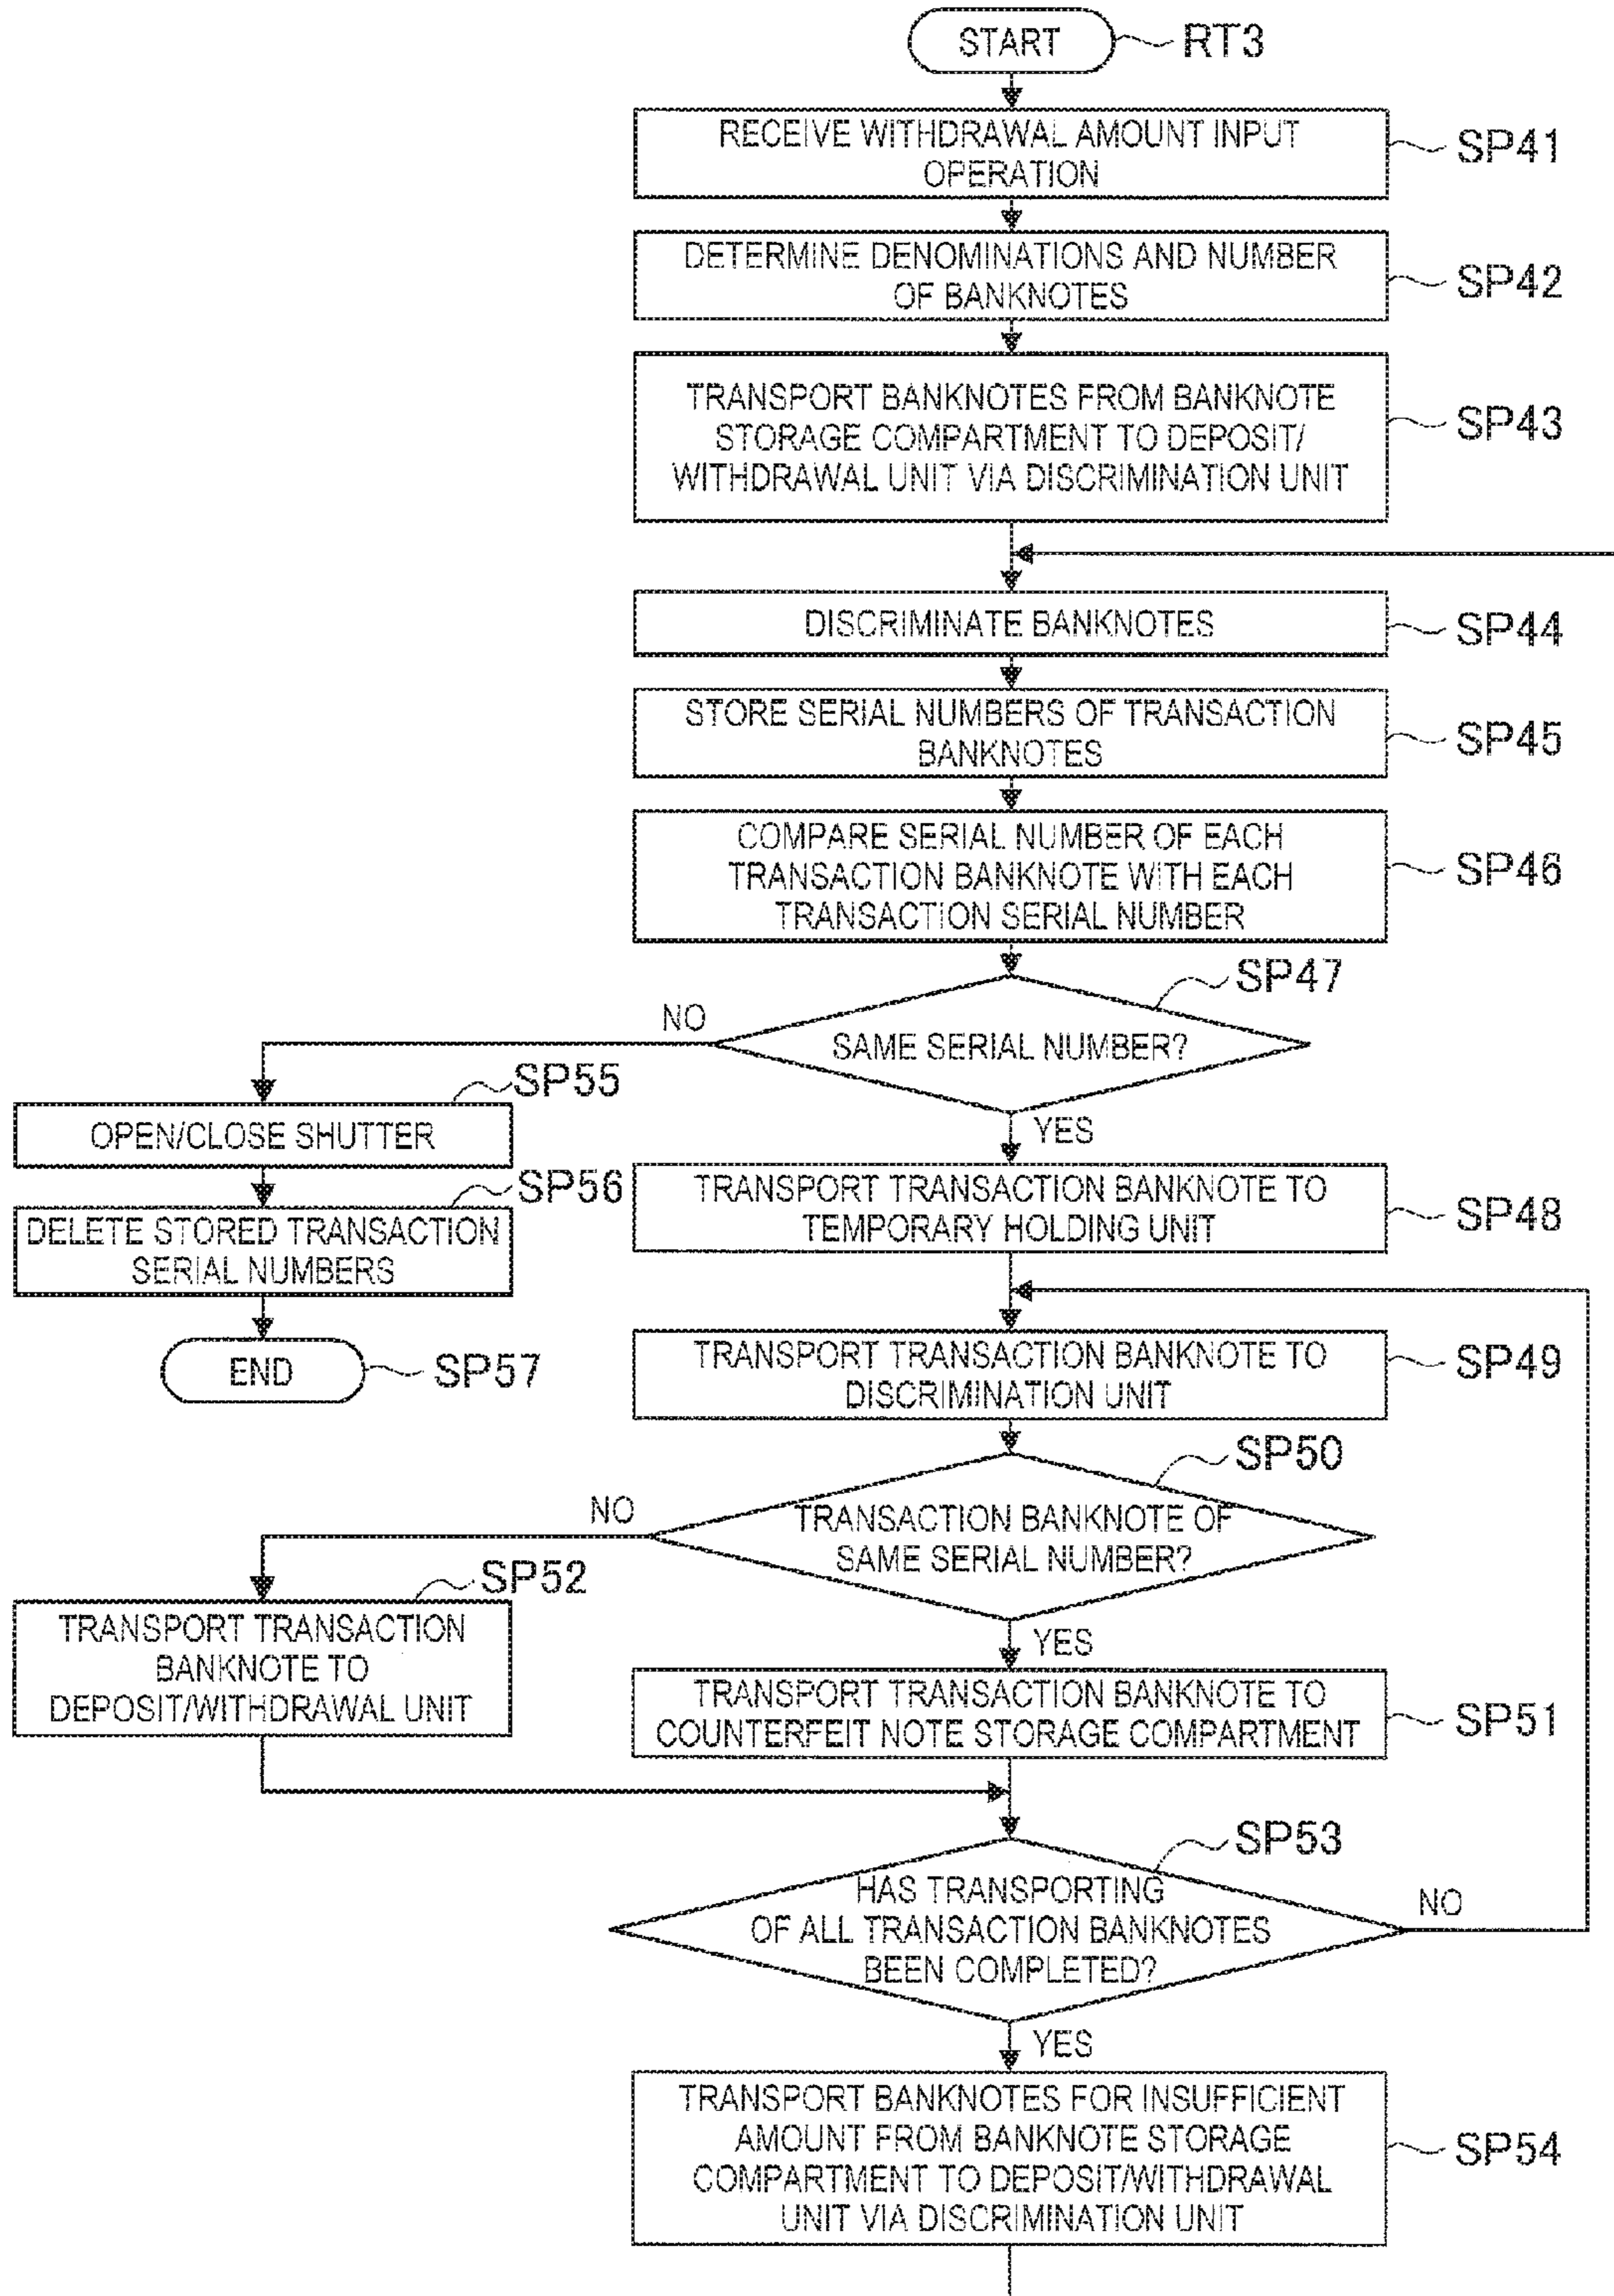 START
RT3
RECEIVE WITHDRAWAL AMOUNT INPUT
OPERATION
SP41
DETERMINE DENOMINATIONS AND NUMBER
OF BANKNOTES
SP42
TRANSPORT BANKNOTES FROM BANKNOTE
STORAGE COMPARTMENT TO DEPOSIT/
WITHDRAWAL UNIT VIA DISCRIMINATION UNIT
SP43
DISCRIMINATE BANKNOTES
SP44
STORE SERIAL NUMBERS OF TRANSACTION
BANKNOTES
SP45
COMPARE SERIAL NUMBER OF EACH
TRANSACTION BANKNOTE WITH EACH
TRANSACTION SERIAL NUMBER
SP46
SP47
NO
SAME SERIAL NUMBER?
YES
SP55
OPEN/CLOSE SHUTTER
SP56
DELETE STORED TRANSACTION
SERIAL NUMBERS
END
SP57
TRANSPORT TRANSACTION BANKNOTE TO
TEMPORARY HOLDING UNIT
SP48
TRANSPORT TRANSACTION BANKNOTE TO
DISCRIMINATION UNIT
SP49
SP50
NO
TRANSACTION BANKNOTE OF
SAME SERIAL NUMBER?
YES
SP52
TRANSPORT TRANSACTION
BANKNOTE TO
DEPOSIT/WITHDRAWAL UNIT
TRANSPORT TRANSACTION BANKNOTE TO
COUNTERFEIT NOTE STORAGE COMPARTMENT
SP51
SP53
HAS TRANSPORTING
OF ALL TRANSACTION BANKNOTES
BEEN COMPLETED?
NO
YES
TRANSPORT BANKNOTES FOR INSUFFICIENT
AMOUNT FROM BANKNOTE STORAGE
COMPARTMENT TO DEPOSIT/WITHDRAWAL
UNIT VIA DISCRIMINATION UNIT
SP54